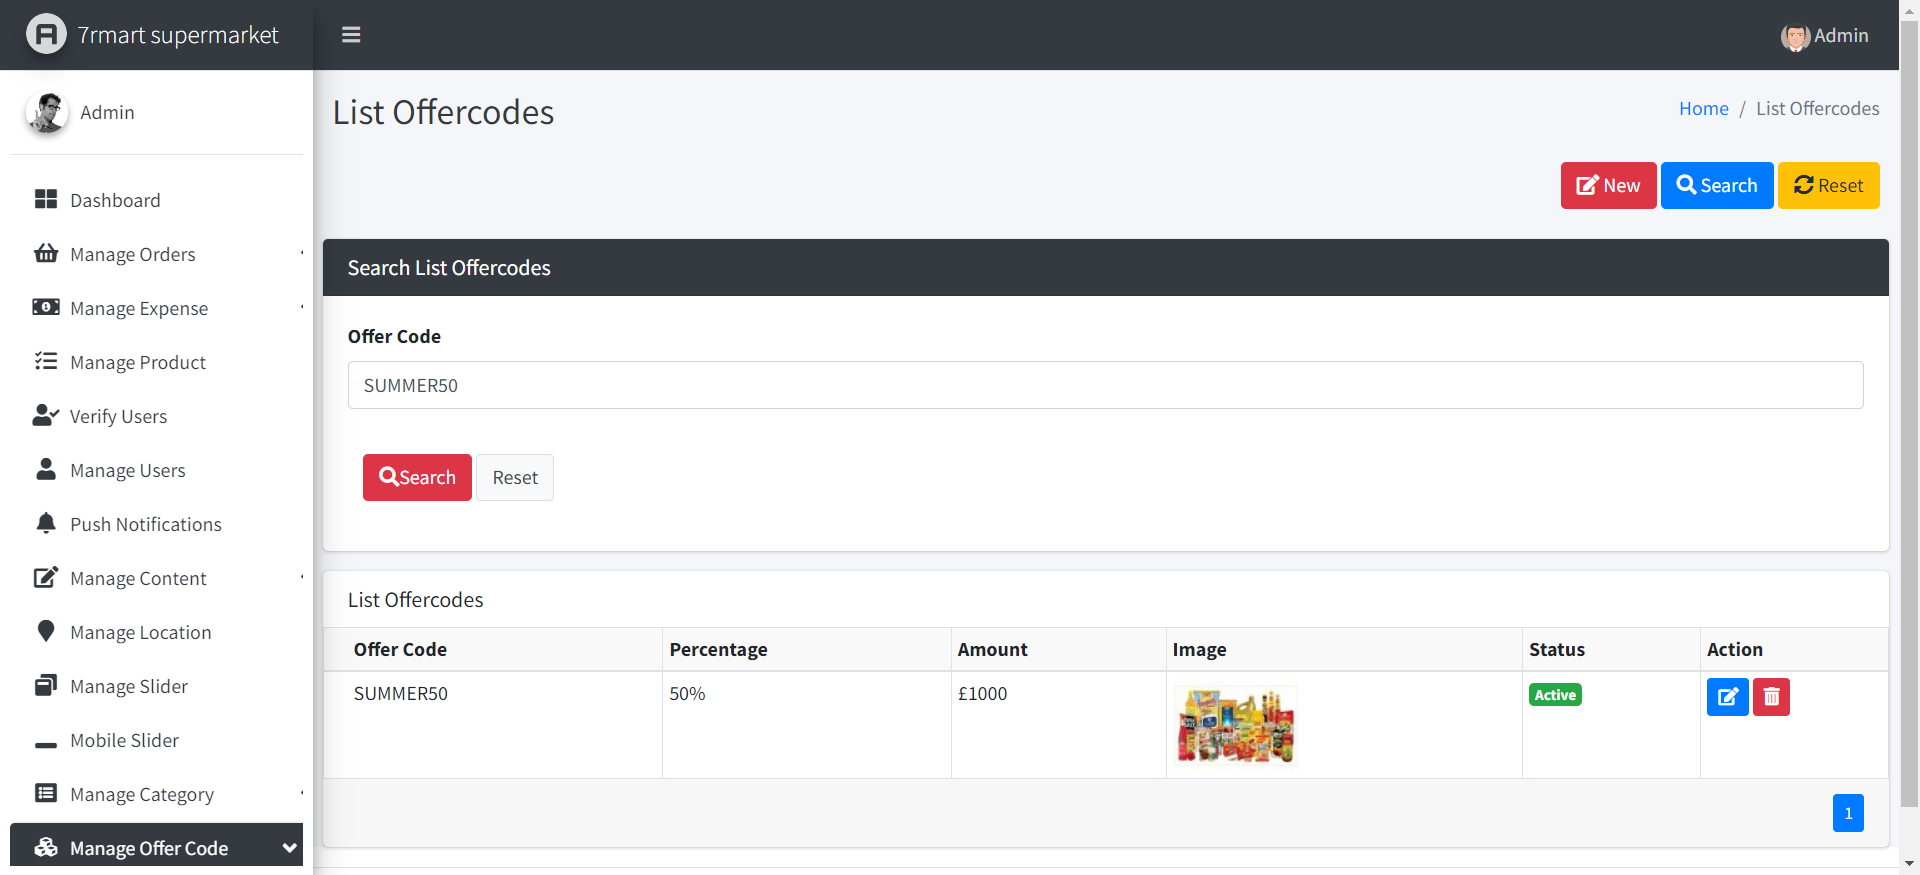 7rmart supermarket
Admin
Admin
Dashboard
Manage Orders
Manage Expense
Manage Product
Verify Users
Manage Users
Push Notifications
Manage Content
Manage Location
Manage Slider
Mobile Slider
Manage Category
Manage Offer Code
List Offercodes
Home / List Offercodes
New Search Reset
Search List Offercodes
Offer Code
SUMMER50
Search Reset
List Offercodes
Offer Code Percentage Amount Image Status Action
SUMMER50 50% £1000 Active
1